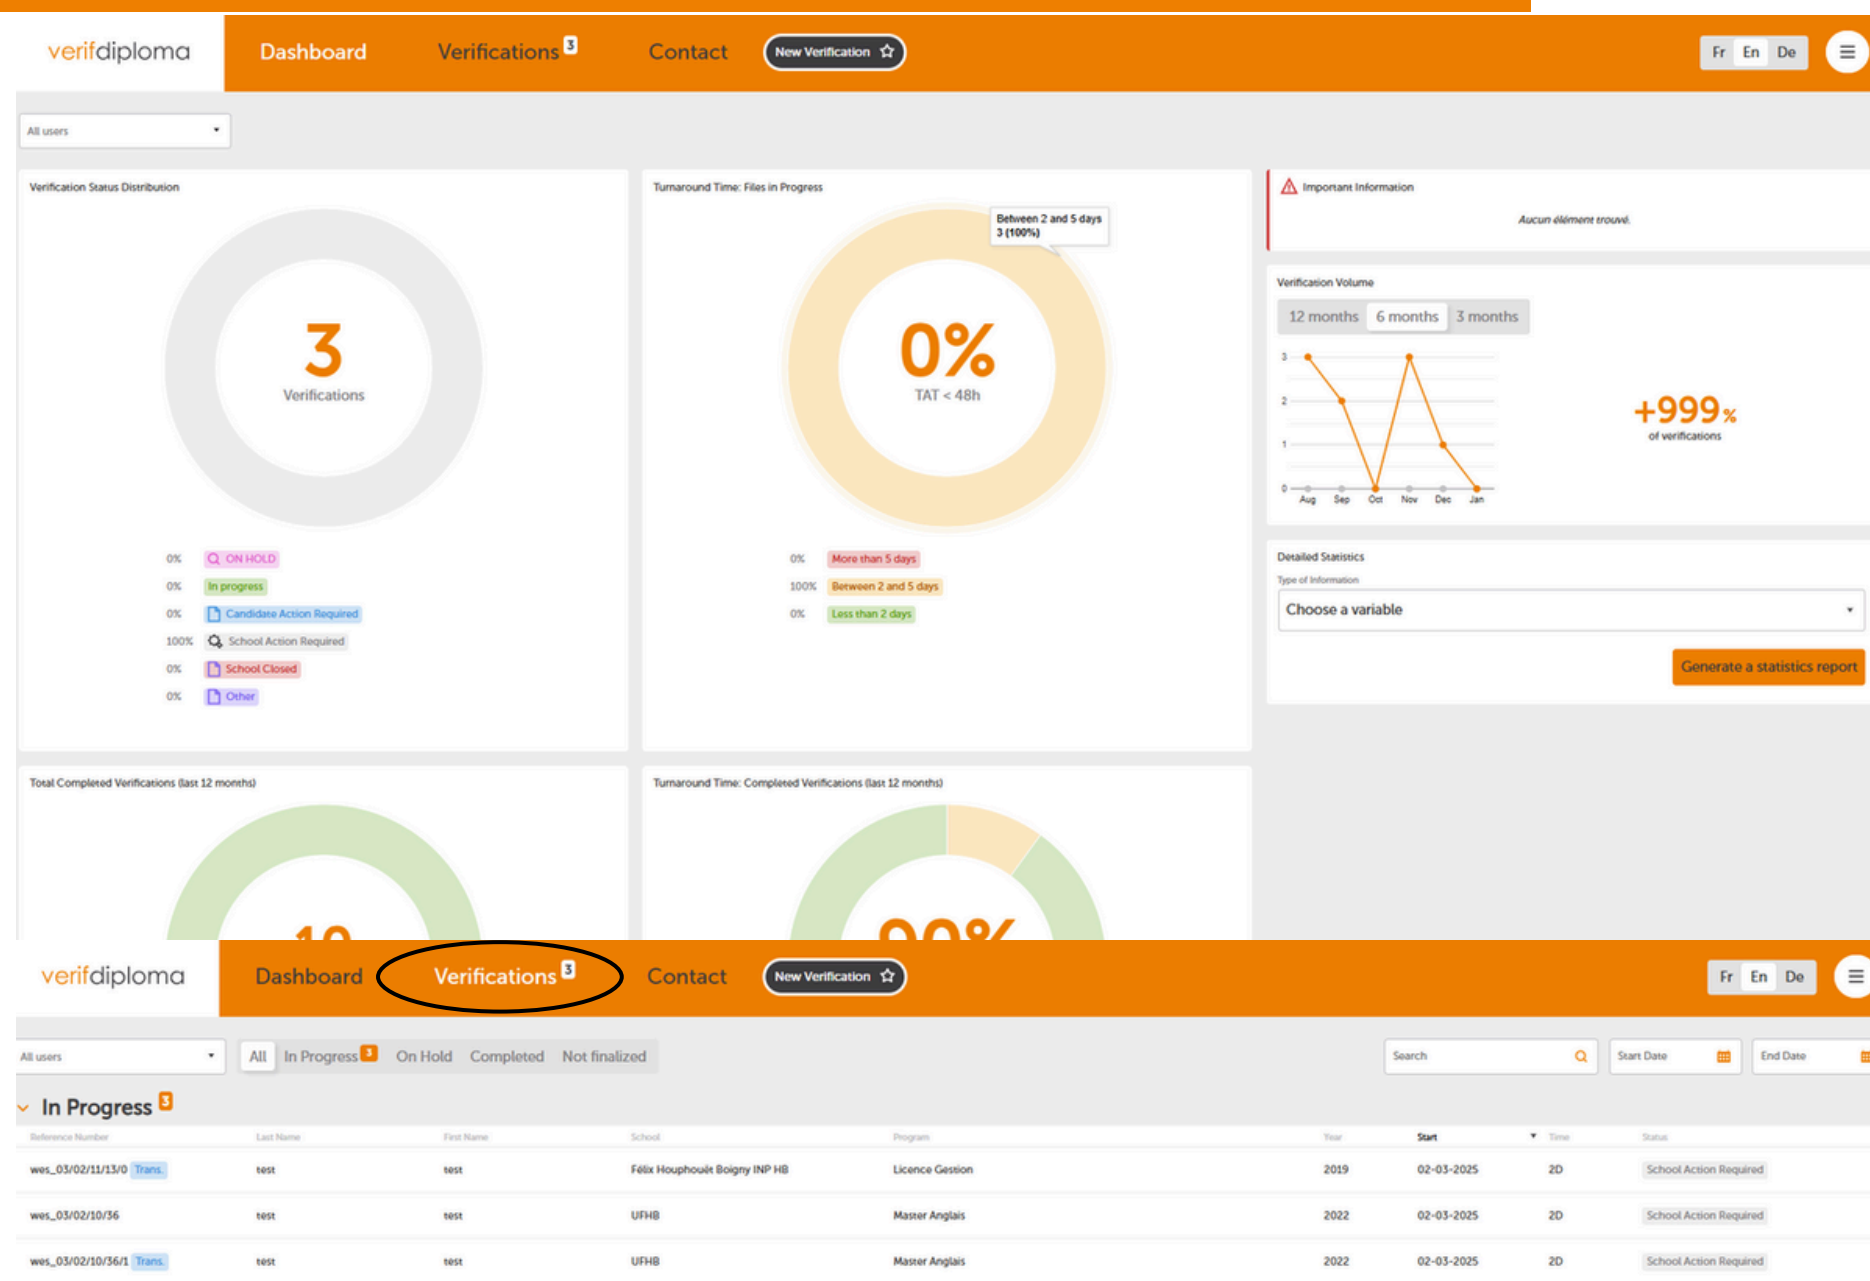 verifdiploma Dashboard Verifications 3 Contact New Verification Fr En De
All users
Verification Status Distribution
3
Verifications
0% ON HOLD
0% In progress
0% Candidate Action Required
100% School Action Required
0% School Closed
0% Other
Turnaround Time: Files in Progress
Between 2 and 5 days
3 (100%)
0%
TAT < 48h
0% More than 5 days
100% Between 2 and 5 days
0% Less than 2 days
Important Information
Aucun élément trouvé.
Verification Volume
12 months 6 months 3 months
3
2
1
0
Aug Sep Oct Nov Dec Jan
+999%
of verifications
Detailed Statistics
Type of Information
Choose a variable
Generate a statistics report
Total Completed Verifications (last 12 months)
10
Turnaround Time: Completed Verifications (last 12 months)
90%
verifdiploma Dashboard Verifications 3 Contact New Verification Fr En De
All users All In Progress 3 On Hold Completed Not finalized Search Start Date End Date
In Progress 3
Reference Number Last Name First Name School Program Year Start Time Status
wes_03/02/11/13/0 Trans. test test Félix Houphouët Boigny INP HB Licence Gestion 2019 02-03-2025 2D School Action Required
wes_03/02/10/36 test test UFHB Master Anglais 2022 02-03-2025 2D School Action Required
wes_03/02/10/36/1 Trans. test test UFHB Master Anglais 2022 02-03-2025 2D School Action Required